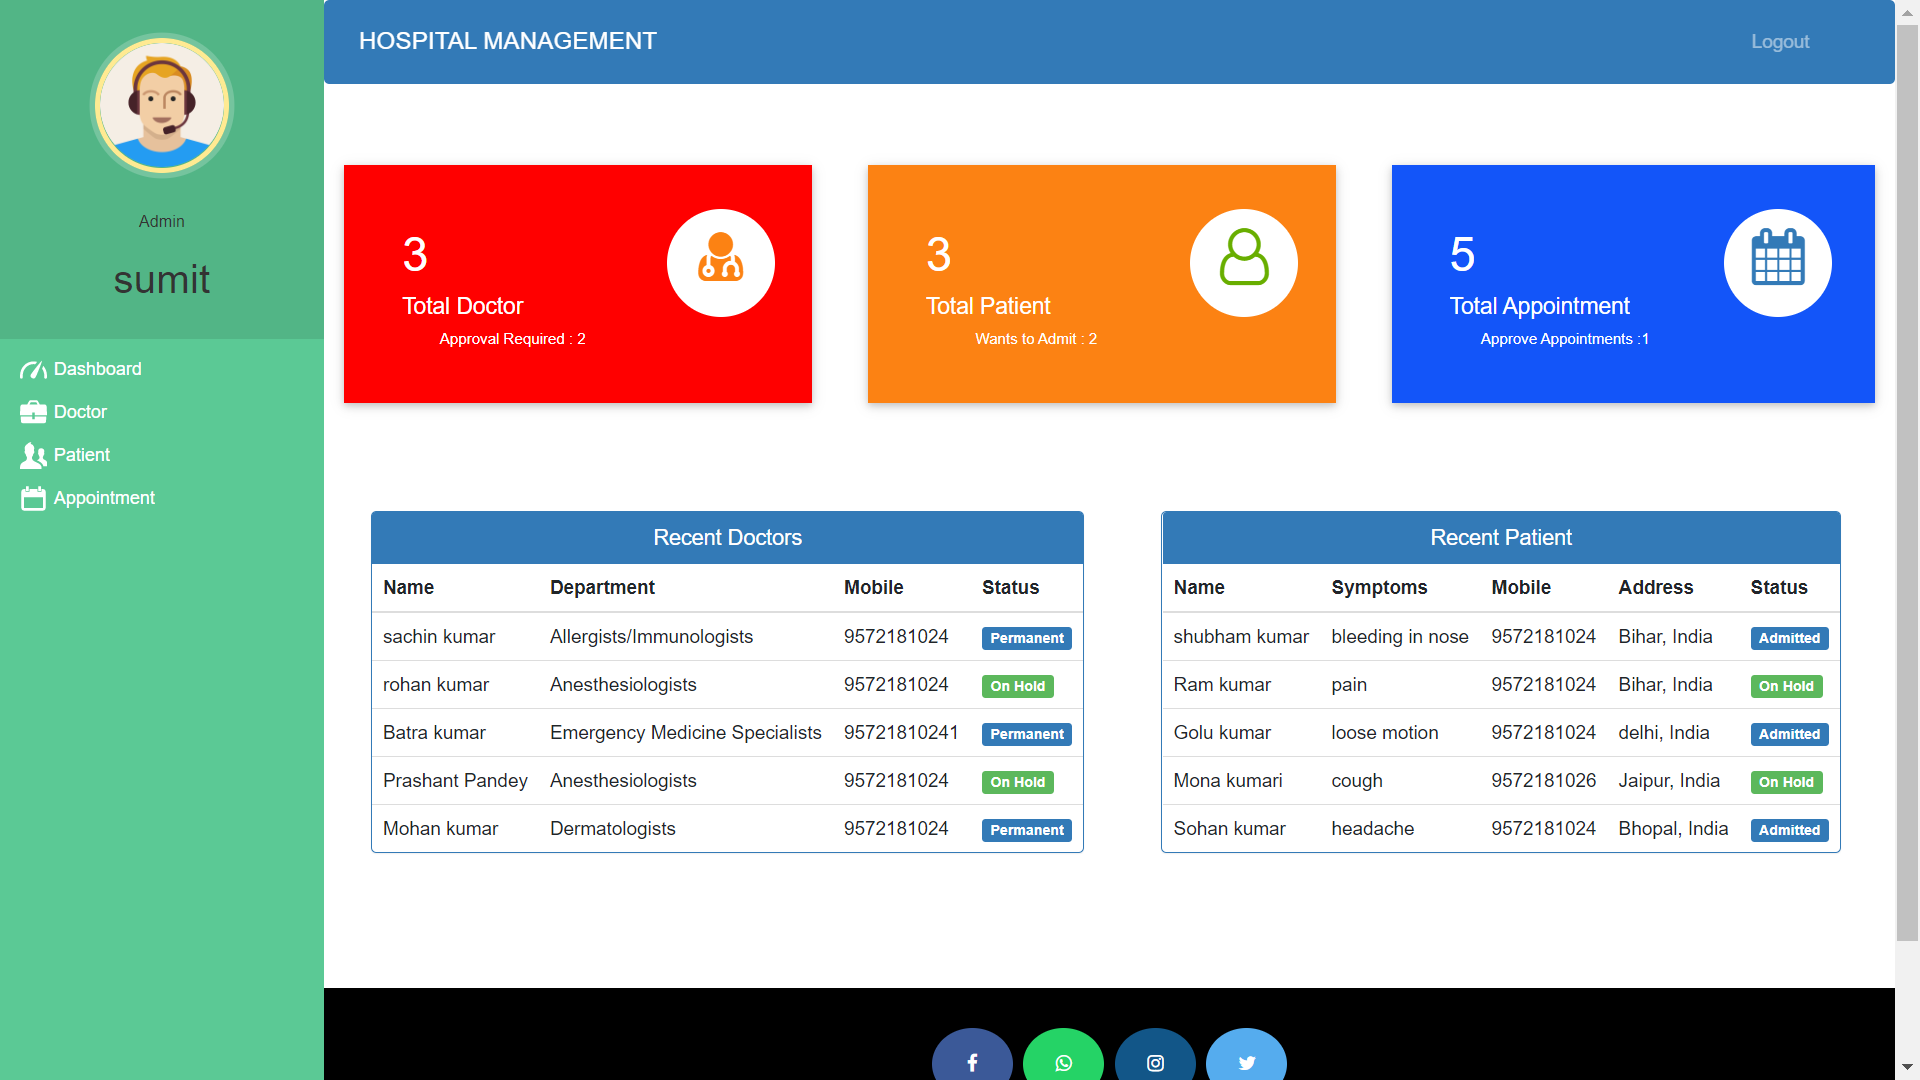 HOSPITAL MANAGEMENT
Logout
Admin
sumit
Dashboard
Doctor
Patient
Appointment
3
Total Doctor
Approval Required : 2
3
Total Patient
Wants to Admit : 2
5
Total Appointment
Approve Appointments :1
Recent Doctors
Name Department Mobile Status
sachin kumar Allergists/Immunologists 9572181024 Permanent
rohan kumar Anesthesiologists 9572181024 On Hold
Batra kumar Emergency Medicine Specialists 95721810241 Permanent
Prashant Pandey Anesthesiologists 9572181024 On Hold
Mohan kumar Dermatologists 9572181024 Permanent
Recent Patient
Name Symptoms Mobile Address Status
shubham kumar bleeding in nose 9572181024 Bihar, India Admitted
Ram kumar pain 9572181024 Bihar, India On Hold
Golu kumar loose motion 9572181024 delhi, India Admitted
Mona kumari cough 9572181026 Jaipur, India On Hold
Sohan kumar headache 9572181024 Bhopal, India Admitted